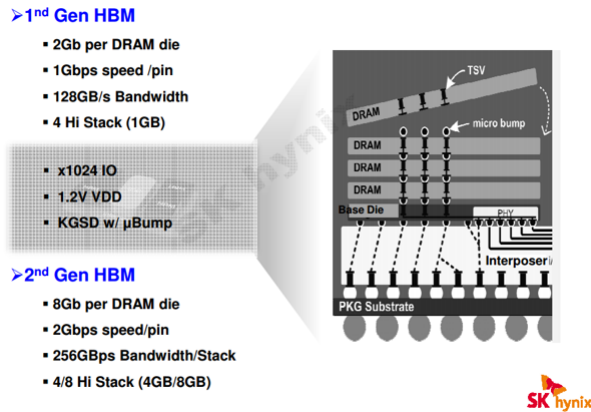 ➢1nd Gen HBM
▪ 2Gb per DRAM die
▪ 1Gbps speed /pin
▪ 128GB/s Bandwidth
▪ 4 Hi Stack (1GB)
▪ x1024 IO
▪ 1.2V VDD
▪ KGSD w/ µBump
➢2nd Gen HBM
▪ 8Gb per DRAM die
▪ 2Gbps speed/pin
▪ 256GBps Bandwidth/Stack
▪ 4/8 Hi Stack (4GB/8GB)
TSV
DRAM
micro bump
DRAM
DRAM
DRAM
Base Die
PHY
Interposer
PKG Substrate
SK hynix
SK hynix